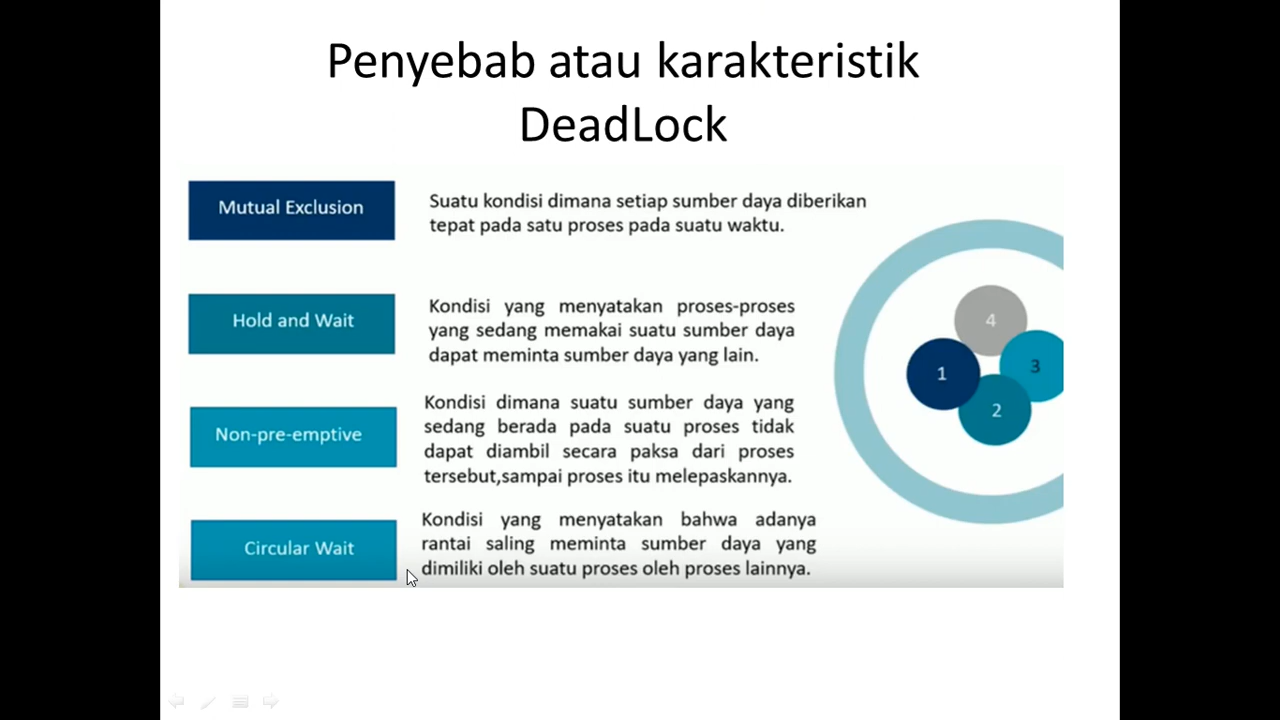 Penyebab atau karakteristik
DeadLock
Mutual Exclusion
Suatu kondisi dimana setiap sumber daya diberikan
tepat pada satu proses pada suatu waktu.
Hold and Wait
Kondisi yang menyatakan proses-proses
yang sedang memakai suatu sumber daya
dapat meminta sumber daya yang lain.
Non-pre-emptive
Kondisi dimana suatu sumber daya yang
sedang berada pada suatu proses tidak
dapat diambil secara paksa dari proses
tersebut,sampai proses itu melepaskannya.
Circular Wait
Kondisi yang menyatakan bahwa adanya
rantai saling meminta sumber daya yang
dimiliki oleh suatu proses oleh proses lainnya.
4
1
3
2